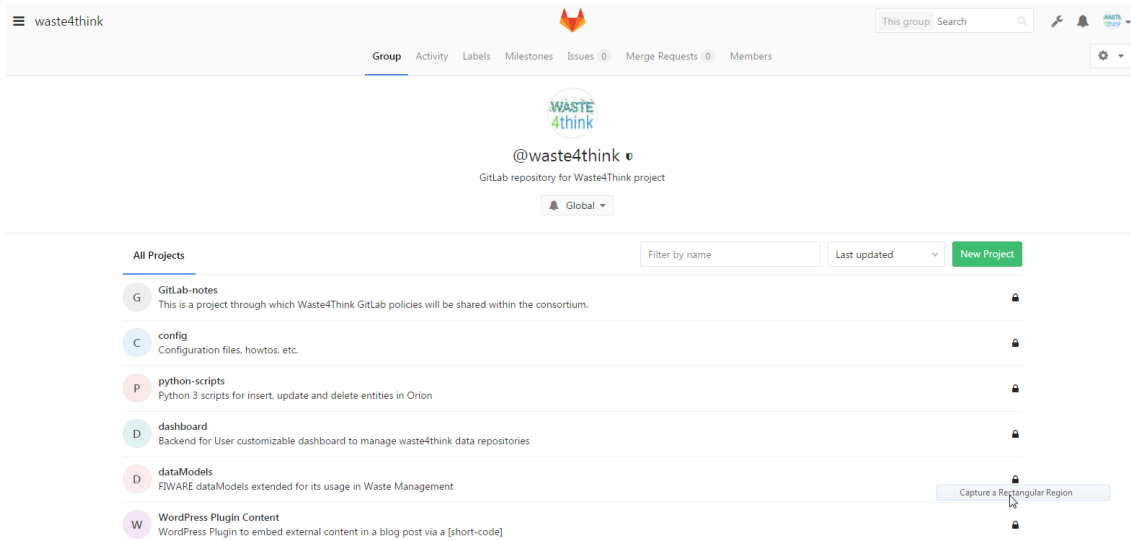 waste4think
This group Search
Group Activity Labels Milestones Issues 0 Merge Requests 0 Members
WASTE
4think
@waste4think
GitLab repository for Waste4Think project
Global
All Projects
Filter by name
Last updated
New Project
G
GitLab-notes
This is a project through which Waste4Think GitLab policies will be shared within the consortium.
C
config
Configuration files, howtos, etc.
P
python-scripts
Python 3 scripts for insert, update and delete entities in Orion
D
dashboard
Backend for User customizable dashboard to manage waste4think data repositories
D
dataModels
FIWARE dataModels extended for its usage in Waste Management
Capture a Rectangular Region
W
WordPress Plugin Content
WordPress Plugin to embed external content in a blog post via a [short-code]